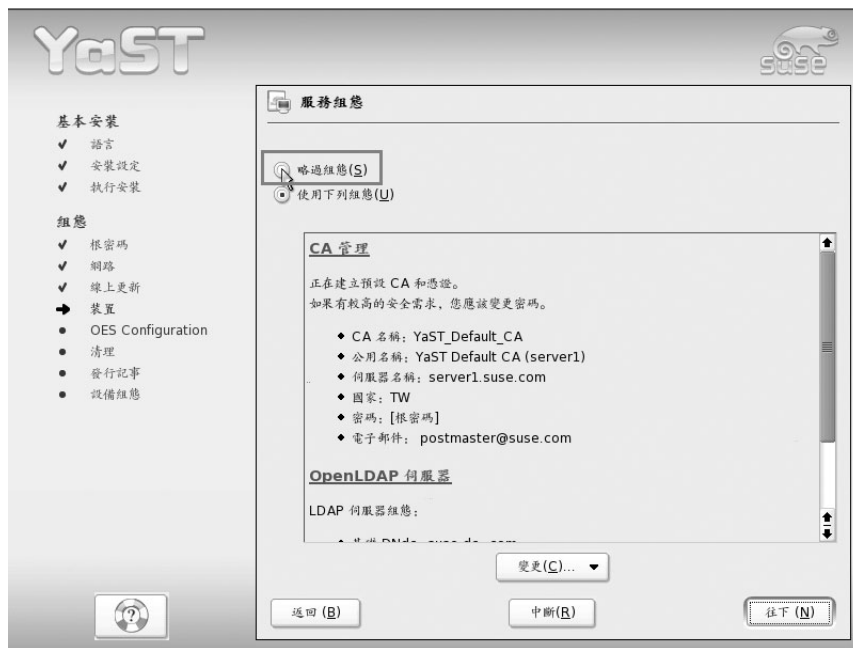 YaST
suse
基本安裝
✔ 語言
✔ 安裝設定
✔ 執行安裝
組態
✔ 根密碼
✔ 網路
✔ 線上更新
➔ 裝置
● OES Configuration
● 清理
● 發行記事
● 設備組態
服務組態
略過組態(S)
使用下列組態(U)
CA 管理
正在建立預設 CA 和憑證。
如果有較高的安全需求，您應該變更密碼。
◆ CA 名稱：YaST_Default_CA
◆ 公用名稱：YaST Default CA (server1)
◆ 伺服器名稱：server1.suse.com
◆ 國家：TW
◆ 密碼：[根密碼]
◆ 電子郵件：postmaster@suse.com
OpenLDAP 伺服器
LDAP 伺服器組態：
變更(C)...
返回 (B)
中斷(R)
往下 (N)